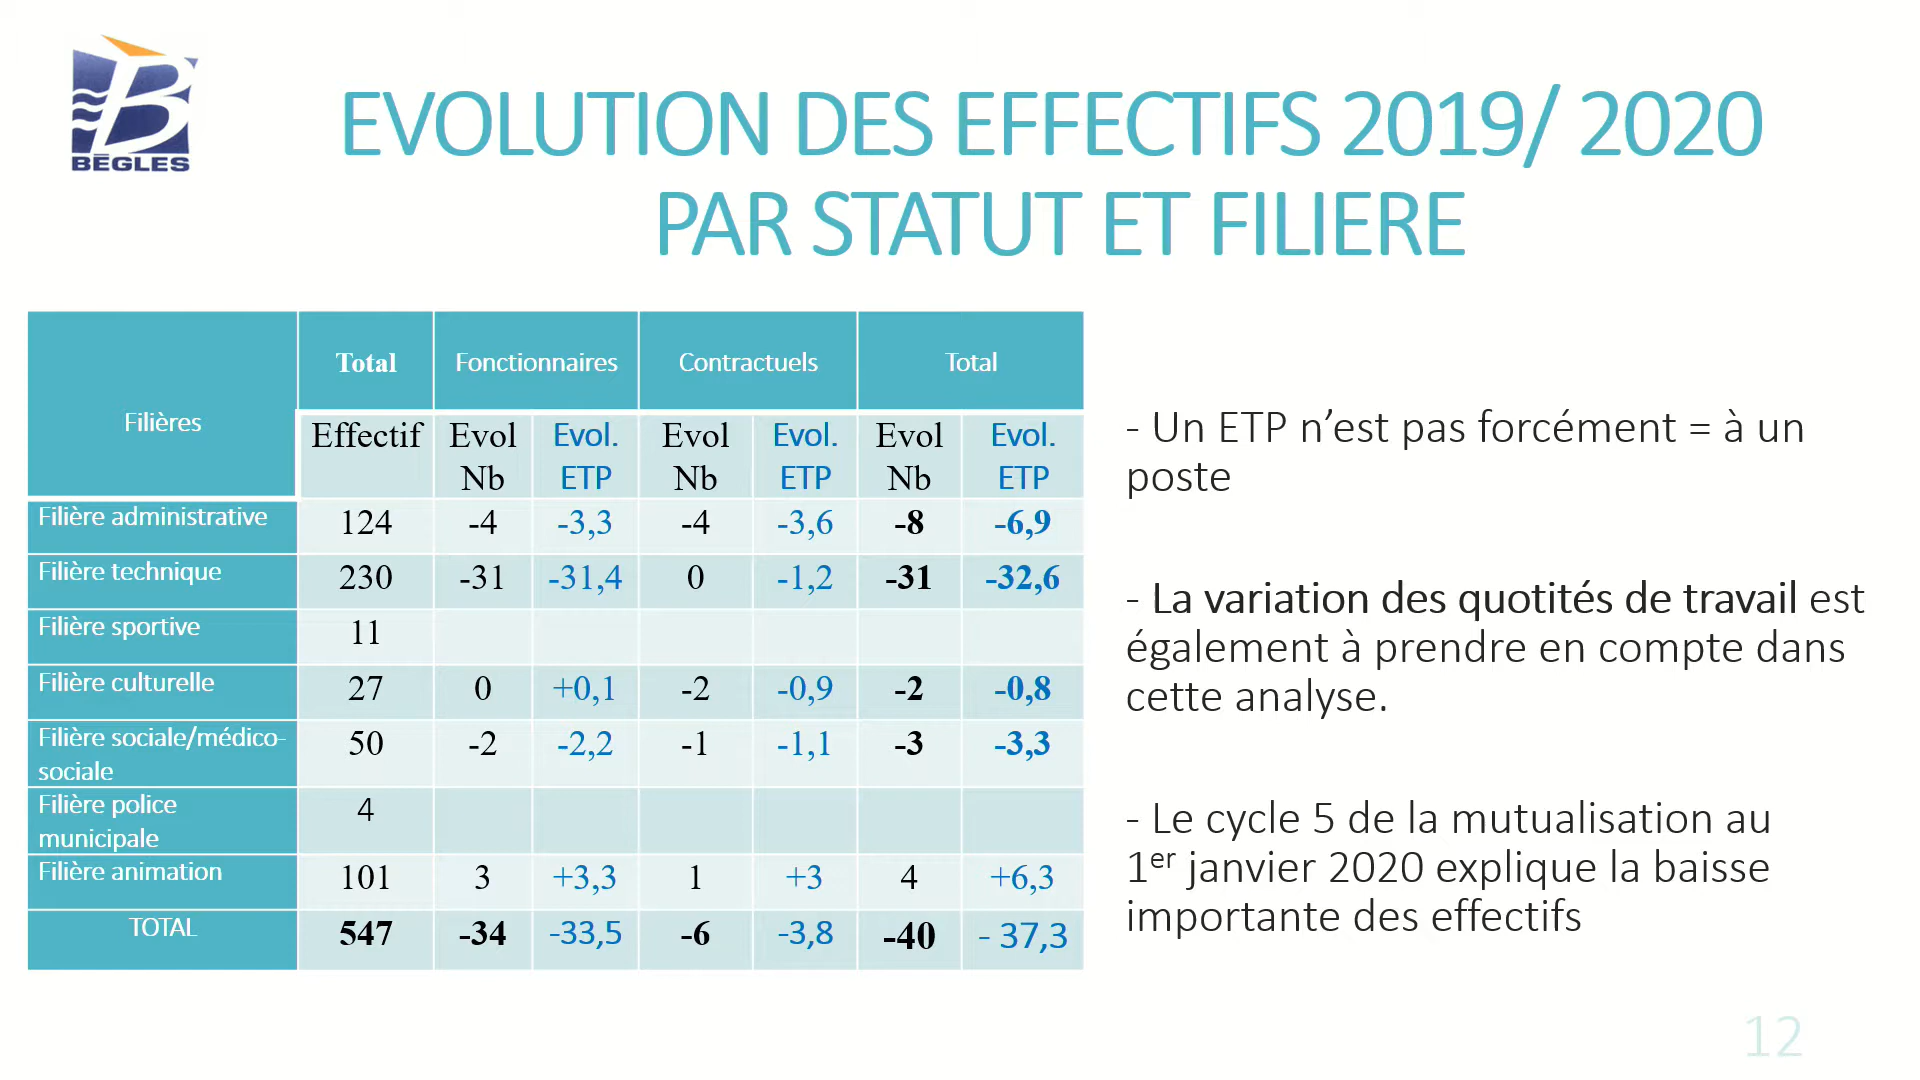 BÈGLES
EVOLUTION DES EFFECTIFS 2019/ 2020
PAR STATUT ET FILIERE
Filières Total Fonctionnaires Contractuels Total
Effectif Evol Nb Evol. ETP Evol Nb Evol. ETP Evol Nb Evol. ETP
Filière administrative 124 -4 -3,3 -4 -3,6 -8 -6,9
Filière technique 230 -31 -31,4 0 -1,2 -31 -32,6
Filière sportive 11
Filière culturelle 27 0 +0,1 -2 -0,9 -2 -0,8
Filière sociale/médico-
sociale 50 -2 -2,2 -1 -1,1 -3 -3,3
Filière police
municipale 4
Filière animation 101 3 +3,3 1 +3 4 +6,3
TOTAL 547 -34 -33,5 -6 -3,8 -40 - 37,3
- Un ETP n’est pas forcément = à un
poste
- La variation des quotités de travail est
également à prendre en compte dans
cette analyse.
- Le cycle 5 de la mutualisation au
1er janvier 2020 explique la baisse
importante des effectifs
12